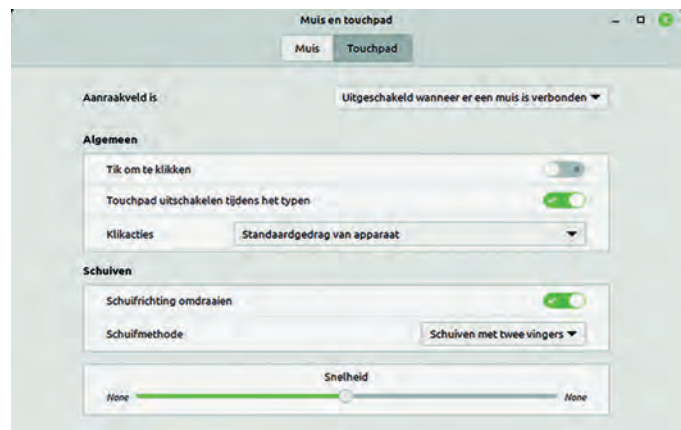 Muis en touchpad
Muis Touchpad
Aanraakveld is Uitgeschakeld wanneer er een muis is verbonden
Algemeen
Tik om te klikken
Touchpad uitschakelen tijdens het typen
Klikacties Standaardgedrag van apparaat
Schuiven
Schuifrichting omdraaien
Schuifmethode Schuiven met twee vingers
Snelheid
None None